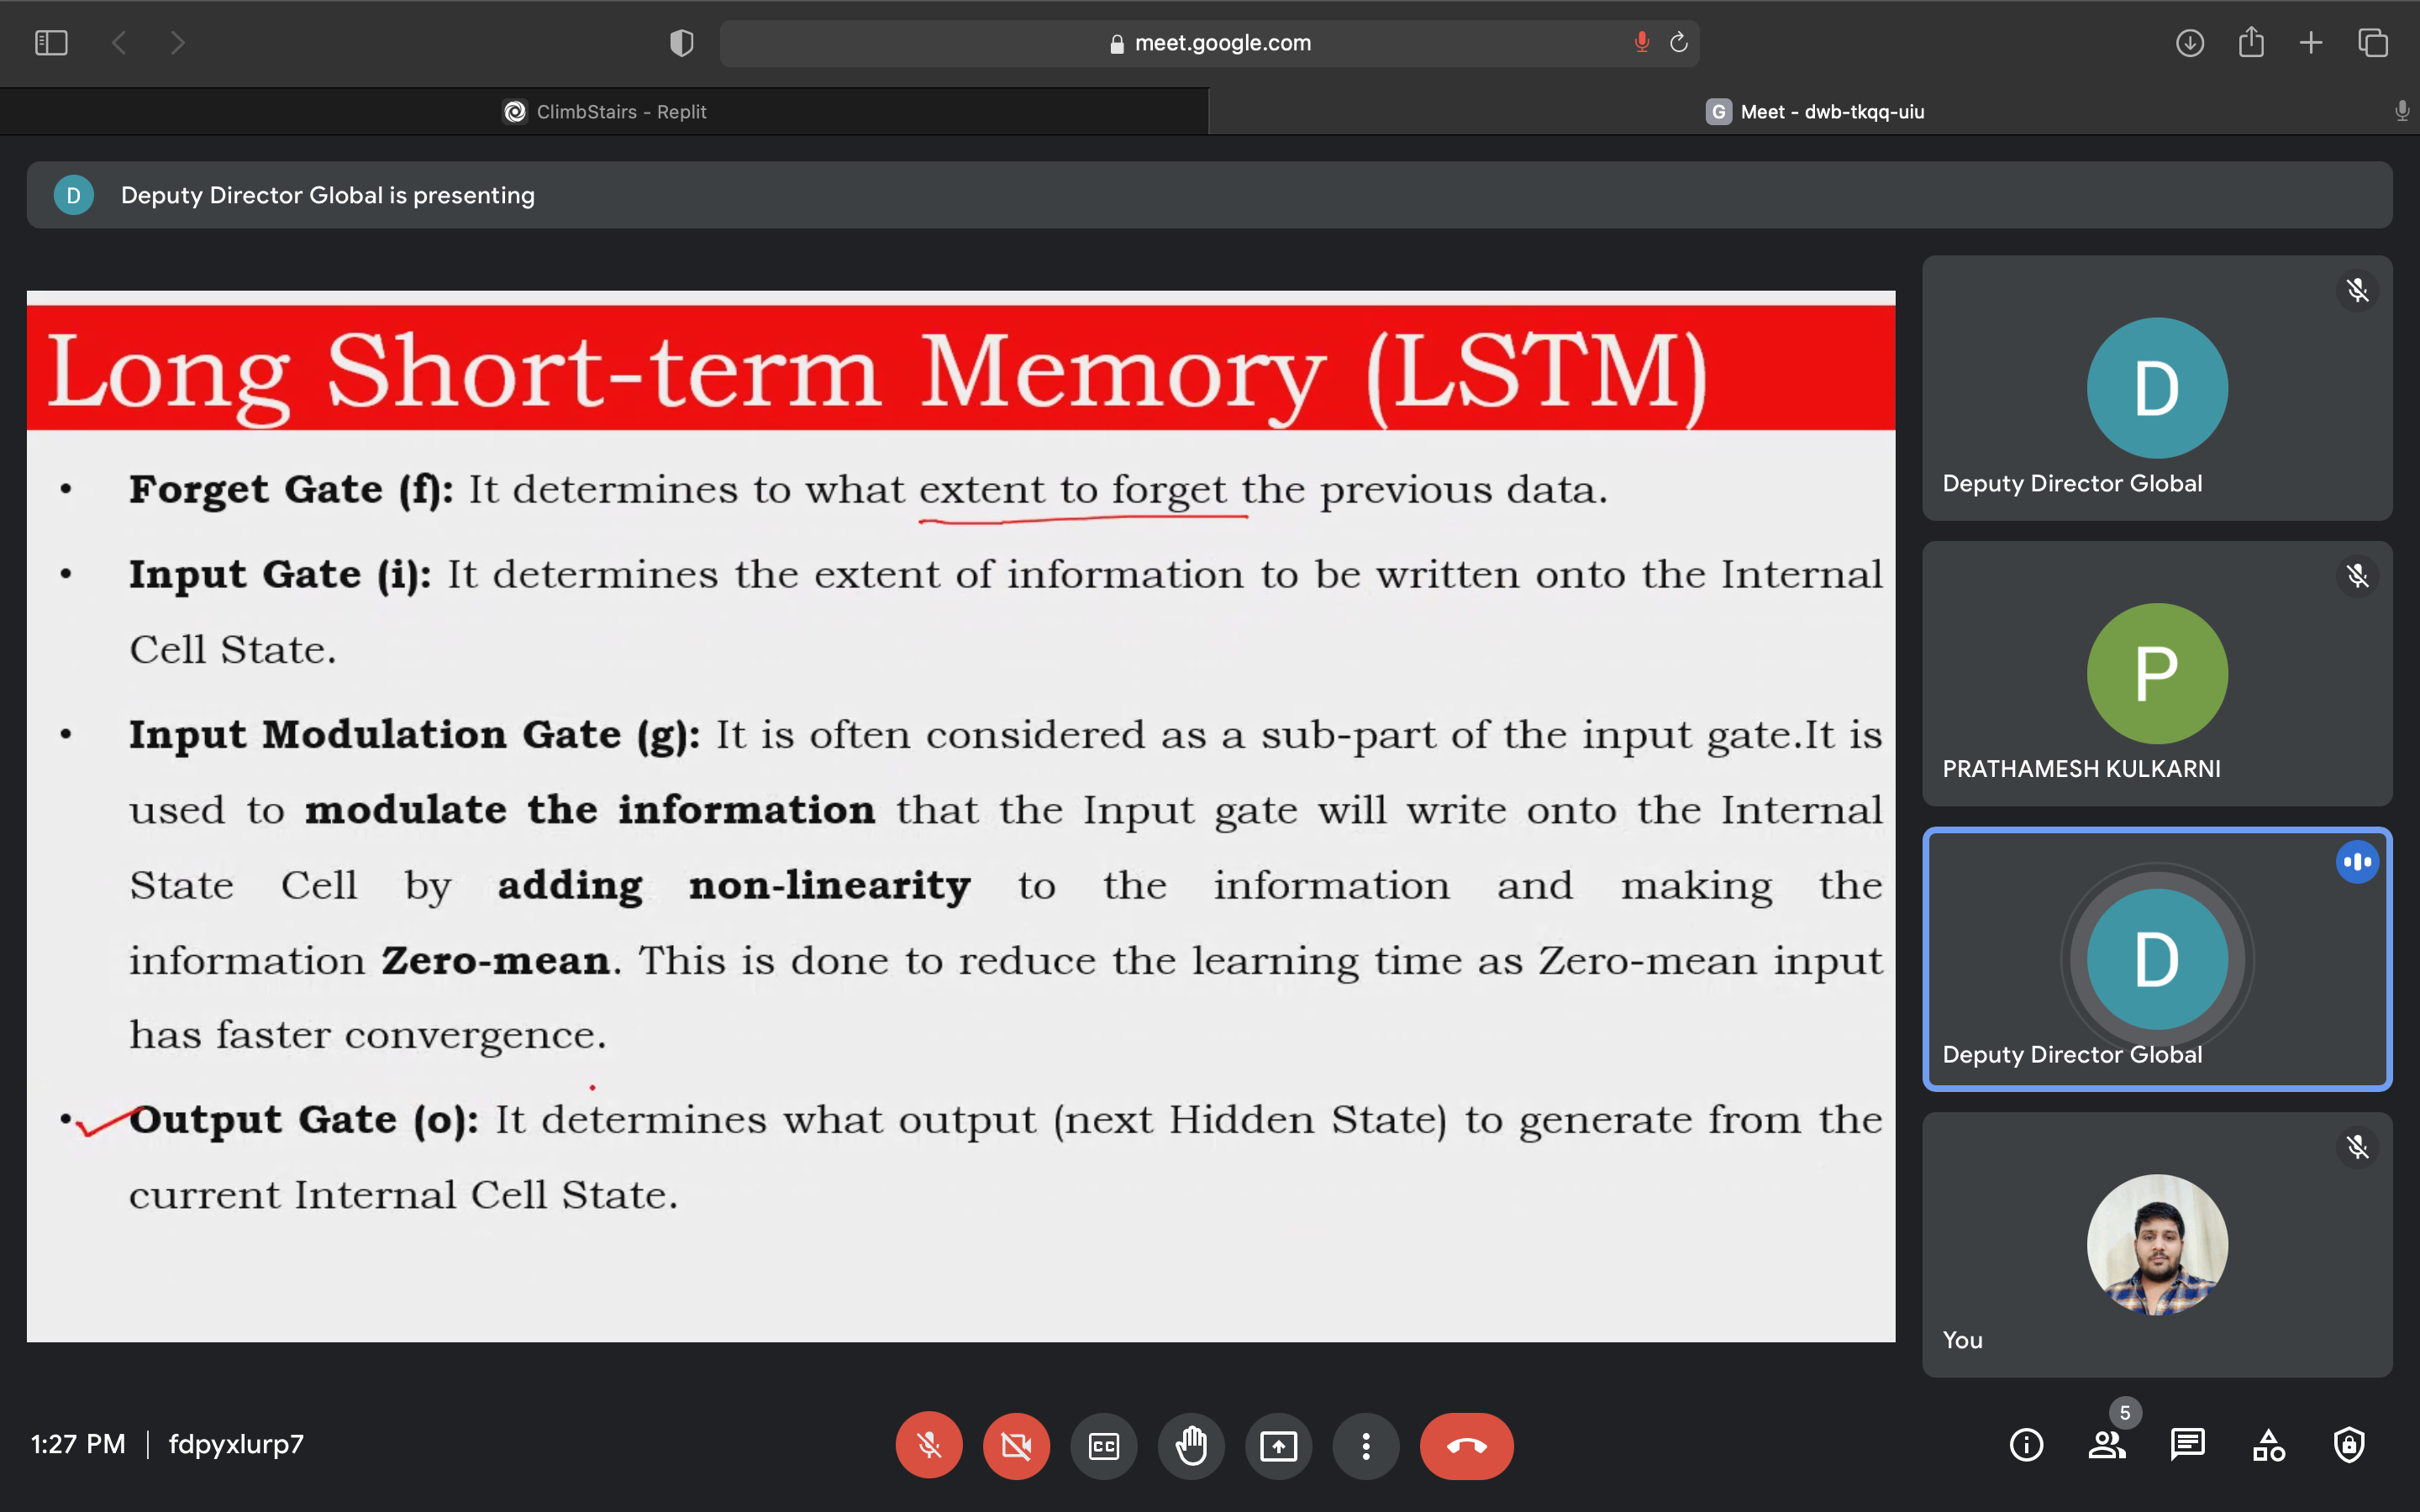 meet.google.com
ClimbStairs - Replit
G Meet - dwb-tkqq-uiu
D Deputy Director Global is presenting
Long Short-term Memory (LSTM)
• Forget Gate (f): It determines to what extent to forget the previous data.
• Input Gate (i): It determines the extent of information to be written onto the Internal
Cell State.
• Input Modulation Gate (g): It is often considered as a sub-part of the input gate.It is
used to modulate the information that the Input gate will write onto the Internal
State Cell by adding non-linearity to the information and making the
information Zero-mean. This is done to reduce the learning time as Zero-mean input
has faster convergence.
• Output Gate (o): It determines what output (next Hidden State) to generate from the
current Internal Cell State.
D
Deputy Director Global
P
PRATHAMESH KULKARNI
D
Deputy Director Global
You
1:27 PM | fdpyxlurp7
CC
5